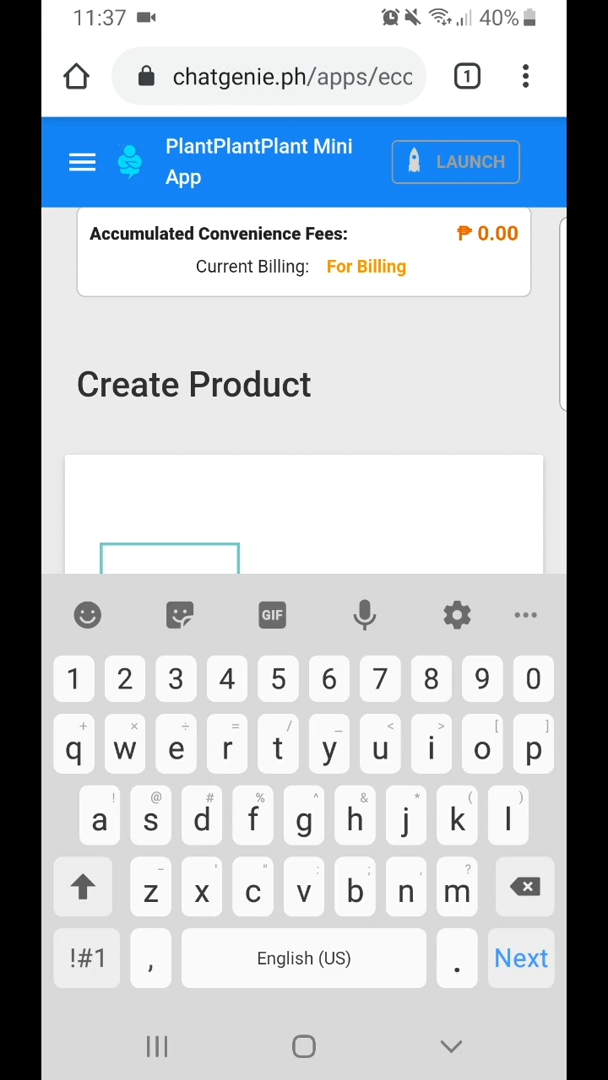 11:37 40%
chatgenie.ph/apps/ecc 1
PlantPlantPlant Mini
App
LAUNCH
Accumulated Convenience Fees: ₱ 0.00
Current Billing: For Billing
Create Product
GIF
1 2 3 4 5 6 7 8 9 0
+ × ÷ = / _ < > [ ]
q w e r t y u i o p
! @ # % ^ & * ( )
a s d f g h j k l
- ' " : ; , ?
z x c v b n m
!#1 , English (US) . Next